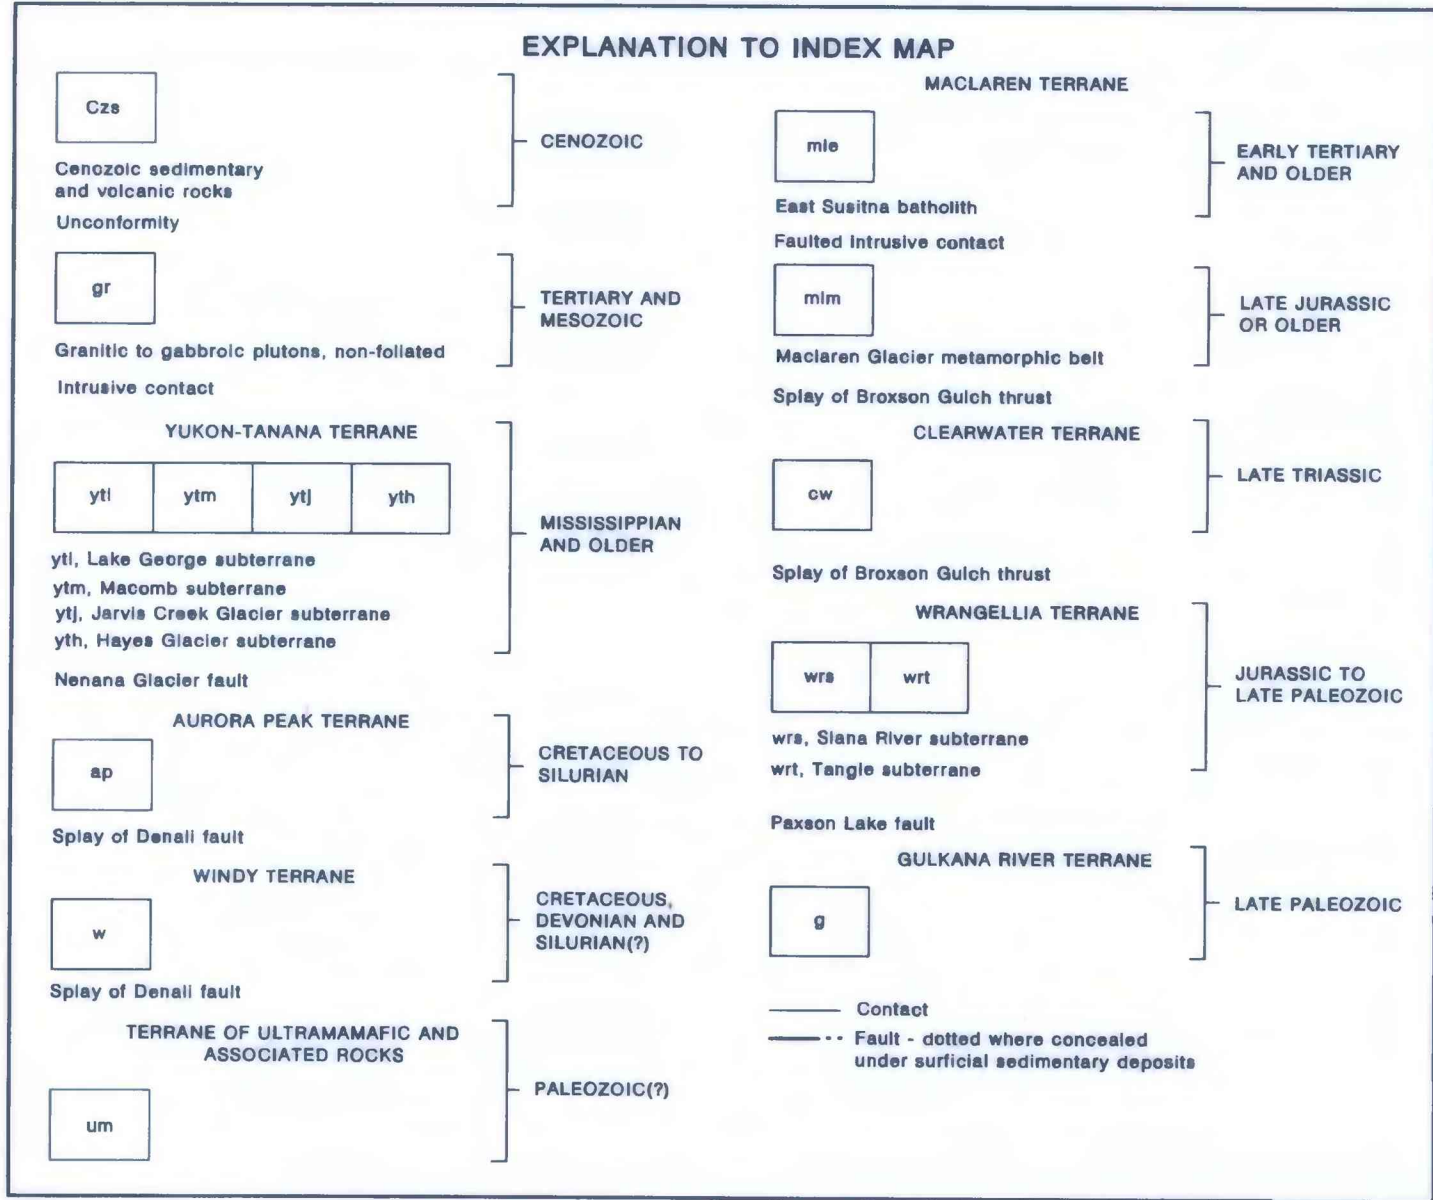 EXPLANATION TO INDEX MAP
Czs
Cenozoic sedimentary
and volcanic rocks
CENOZOIC
Unconformity
gr
Granitic to gabbroic plutons, non-foliated
TERTIARY AND
MESOZOIC
Intrusive contact
YUKON-TANANA TERRANE
ytl
ytm
ytj
yth
ytl, Lake George subterrane
ytm, Macomb subterrane
ytj, Jarvis Creek Glacier subterrane
yth, Hayes Glacier subterrane
MISSISSIPPIAN
AND OLDER
Nenana Glacier fault
AURORA PEAK TERRANE
ap
CRETACEOUS TO
SILURIAN
Splay of Denali fault
WINDY TERRANE
w
CRETACEOUS,
DEVONIAN AND
SILURIAN(?)
Splay of Denali fault
TERRANE OF ULTRAMAMAFIC AND
ASSOCIATED ROCKS
um
PALEOZOIC(?)
MACLAREN TERRANE
mle
East Susitna batholith
EARLY TERTIARY
AND OLDER
Faulted intrusive contact
mlm
Maclaren Glacier metamorphic belt
LATE JURASSIC
OR OLDER
Splay of Broxson Gulch thrust
CLEARWATER TERRANE
cw
LATE TRIASSIC
Splay of Broxson Gulch thrust
WRANGELLIA TERRANE
wrs
wrt
wrs, Slana River subterrane
wrt, Tangle subterrane
JURASSIC TO
LATE PALEOZOIC
Paxson Lake fault
GULKANA RIVER TERRANE
g
LATE PALEOZOIC
Contact
Fault - dotted where concealed
under surficial sedimentary deposits